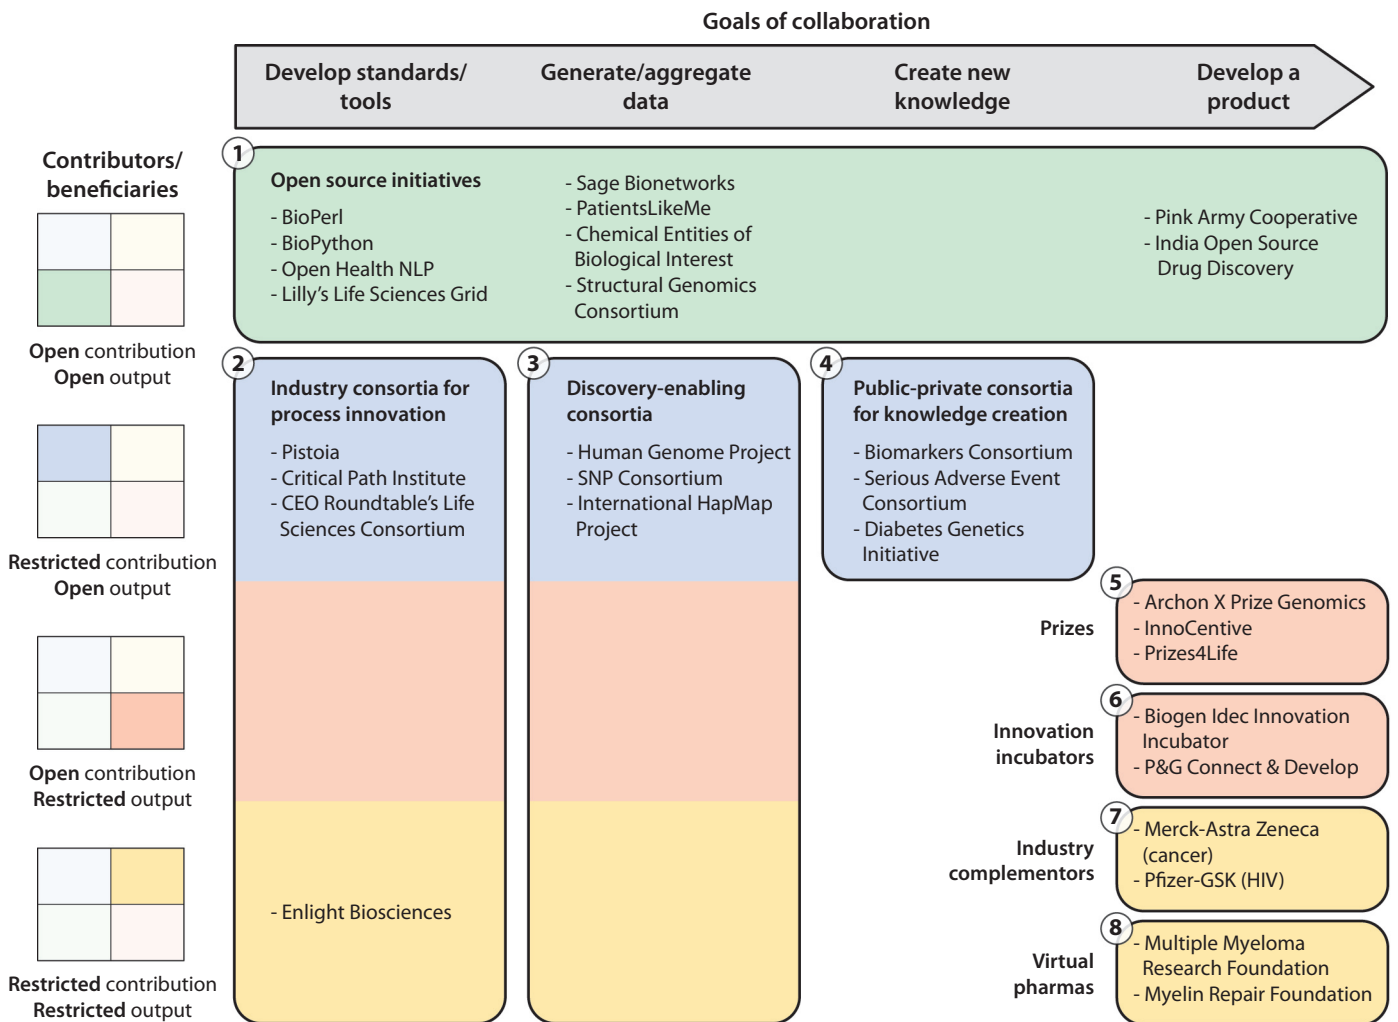 Goals of collaboration
Develop standards/
tools
Generate/aggregate
data
Create new
knowledge
Develop a
product
Contributors/
beneficiaries
Open contribution
Open output
Restricted contribution
Open output
Open contribution
Restricted output
Restricted contribution
Restricted output
1
Open source initiatives
- BioPerl
- BioPython
- Open Health NLP
- Lilly's Life Sciences Grid
- Sage Bionetworks
- PatientsLikeMe
- Chemical Entities of
Biological Interest
- Structural Genomics
Consortium
- Pink Army Cooperative
- India Open Source
Drug Discovery
2
Industry consortia for
process innovation
- Pistoia
- Critical Path Institute
- CEO Roundtable's Life
Sciences Consortium
- Enlight Biosciences
3
Discovery-enabling
consortia
- Human Genome Project
- SNP Consortium
- International HapMap
Project
4
Public-private consortia
for knowledge creation
- Biomarkers Consortium
- Serious Adverse Event
Consortium
- Diabetes Genetics
Initiative
Prizes
5
- Archon X Prize Genomics
- InnoCentive
- Prizes4Life
Innovation
incubators
6
- Biogen Idec Innovation
Incubator
- P&G Connect & Develop
Industry
complementors
7
- Merck-Astra Zeneca
(cancer)
- Pfizer-GSK (HIV)
Virtual
pharmas
8
- Multiple Myeloma
Research Foundation
- Myelin Repair Foundation